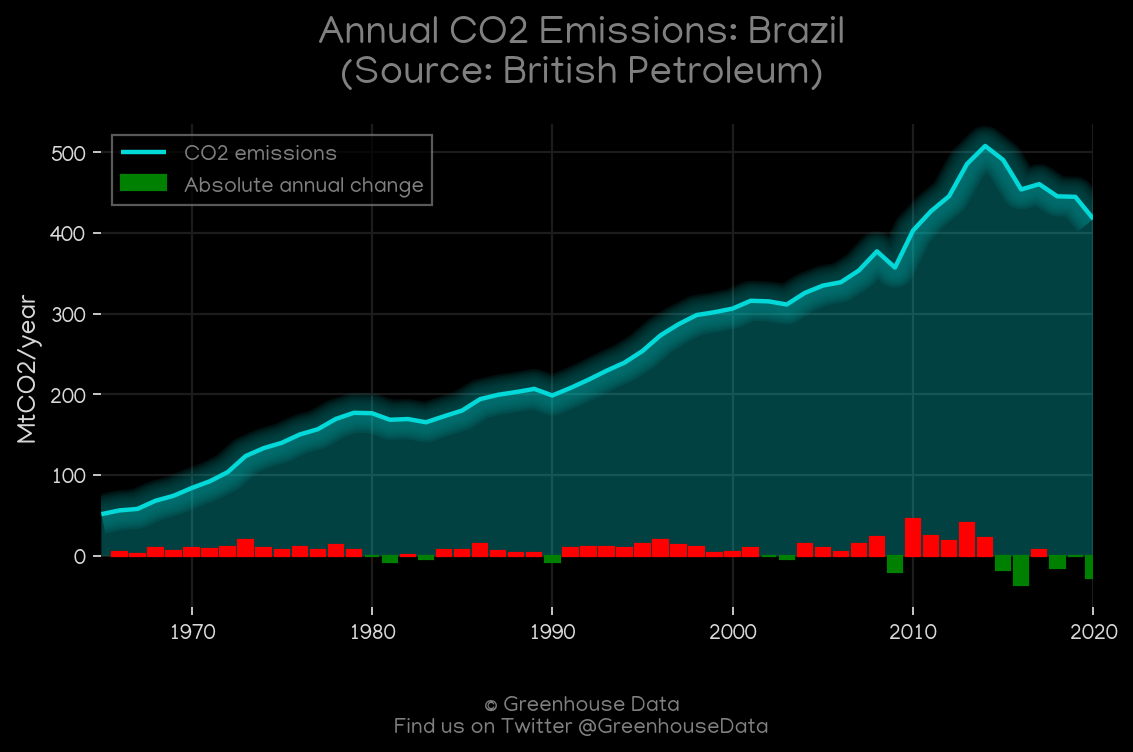 Annual CO2 Emissions: Brazil
(Source: British Petroleum)
CO2 emissions
Absolute annual change
MtCO2/year
500
400
300
200
100
0
1970 1980 1990 2000 2010 2020
© Greenhouse Data
Find us on Twitter @GreenhouseData